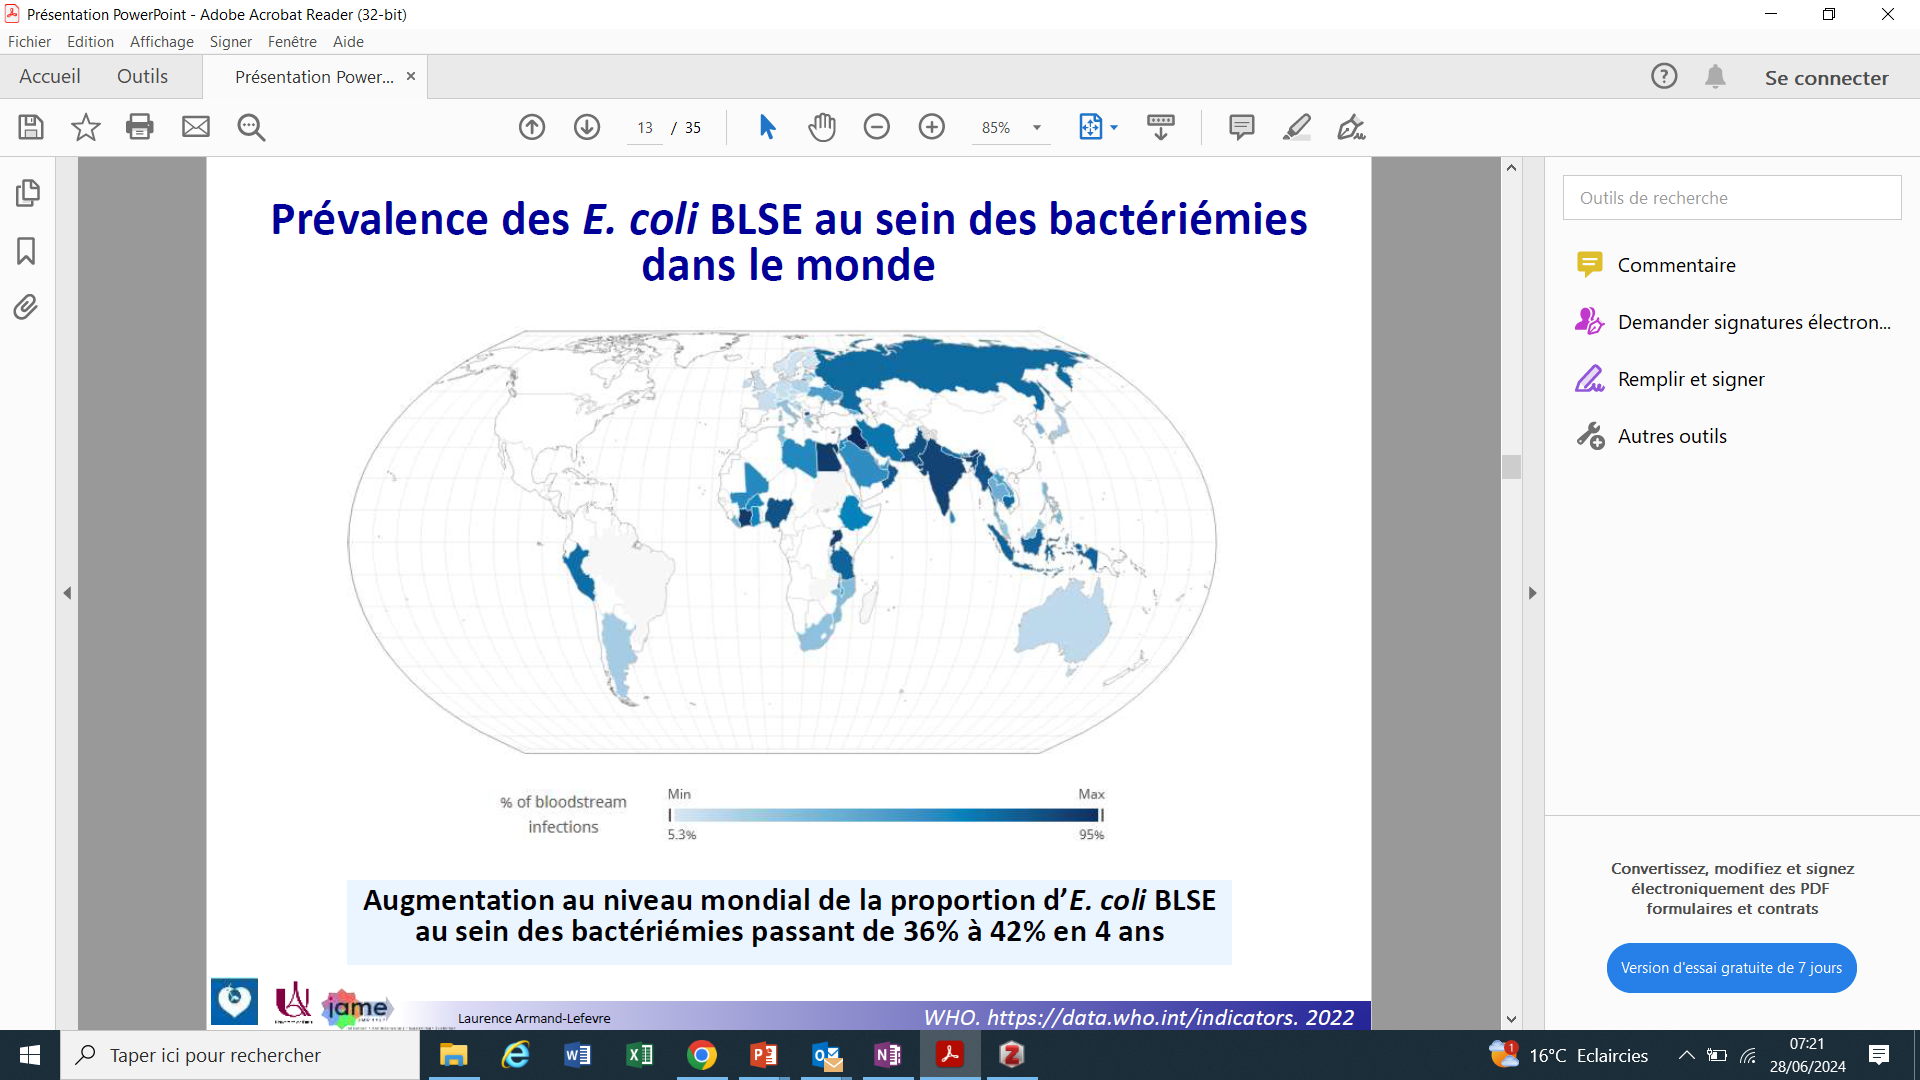 Présentation PowerPoint - Adobe Acrobat Reader (32-bit)
Fichier Edition Affichage Signer Fenêtre Aide
Accueil Outils Présentation Power... ×
? Se connecter
13 / 35 85%
Prévalence des E. coli BLSE au sein des bactériémies
dans le monde
% of bloodstream
infections
Min Max
5.3% 95%
Augmentation au niveau mondial de la proportion d’E. coli BLSE
au sein des bactériémies passant de 36% à 42% en 4 ans
iame
Laurence Armand-Lefevre
WHO. https://data.who.int/indicators. 2022
Outils de recherche
Commentaire
Demander signatures électron...
Remplir et signer
Autres outils
Convertissez, modifiez et signez
électroniquement des PDF
formulaires et contrats
Version d'essai gratuite de 7 jours
Taper ici pour rechercher
1
16°C Eclaircies
07:21
28/06/2024